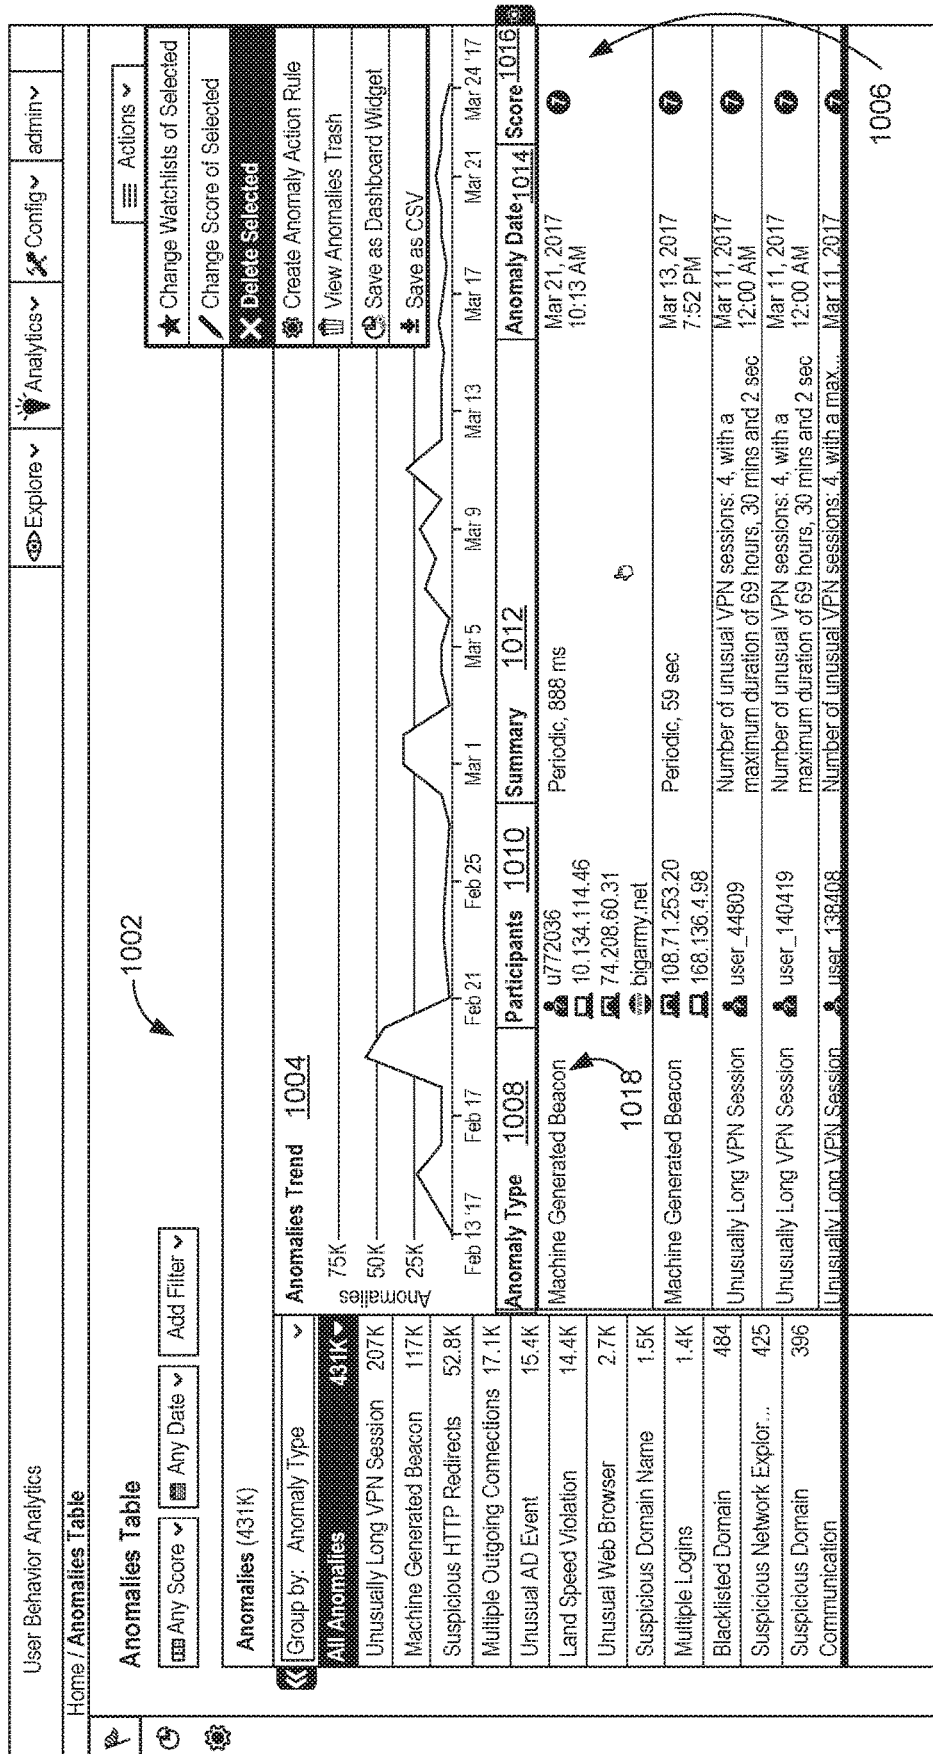 User Behavior Analytics
Explore
Analytics
Config
admin
Home / Anomalies Table
Anomalies Table
1002
Actions
Any Score
Any Date
Add Filter
Change Watchlists of Selected
Change Score of Selected
Delete Selected
Create Anomaly Action Rule
View Anomalies Trash
Save as Dashboard Widget
Save as CSV
Anomalies (431K)
Group by: Anomaly Type
All Anomalies 431K
Unusually Long VPN Session 207K
Machine Generated Beacon 117K
Suspicious HTTP Redirects 52.8K
Multiple Outgoing Connections 17.1K
Unusual AD Event 15.4K
Land Speed Violation 14.4K
Unusual Web Browser 2.7K
Suspicious Domain Name 1.5K
Multiple Logins 1.4K
Blacklisted Domain 484
Suspicious Network Explor... 425
Suspicious Domain 396
Communication
Anomalies Trend 1004
Anomalies
75K
50K
25K
Feb 13 '17 Feb 17 Feb 21 Feb 25 Mar 1 Mar 5 Mar 9 Mar 13 Mar 17 Mar 21 Mar 24 '17
Anomaly Type 1008 Participants 1010 Summary 1012 Anomaly Date 1014 Score 1016
Machine Generated Beacon u772036 Periodic, 888 ms Mar 21, 2017 7
10.134.114.46 10:13 AM
74.208.60.31
1018 bigarmy.net
Machine Generated Beacon 108.71.253.20 Periodic, 59 sec Mar 13, 2017 7
168.136.4.98 7:52 PM
Unusually Long VPN Session user_44809 Number of unusual VPN sessions: 4, with a Mar 11, 2017 7
maximum duration of 69 hours, 30 mins and 2 sec 12:00 AM
Unusually Long VPN Session user_140419 Number of unusual VPN sessions: 4, with a Mar 11, 2017 7
maximum duration of 69 hours, 30 mins and 2 sec 12:00 AM
Unusually Long VPN Session user_138408 Number of unusual VPN sessions: 4, with a max... Mar 11, 2017 7
1006